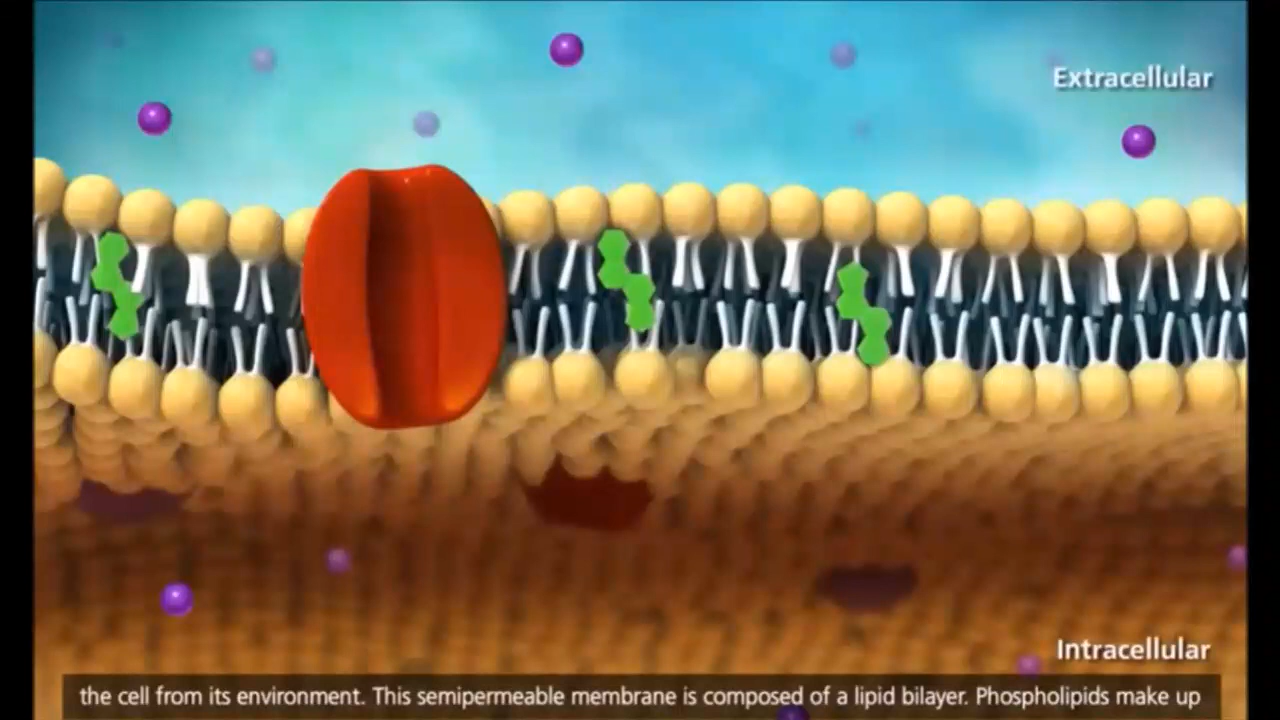 Extracellular
Intracellular
the cell from its environment. This semipermeable membrane is composed of a lipid bilayer. Phospholipids make up